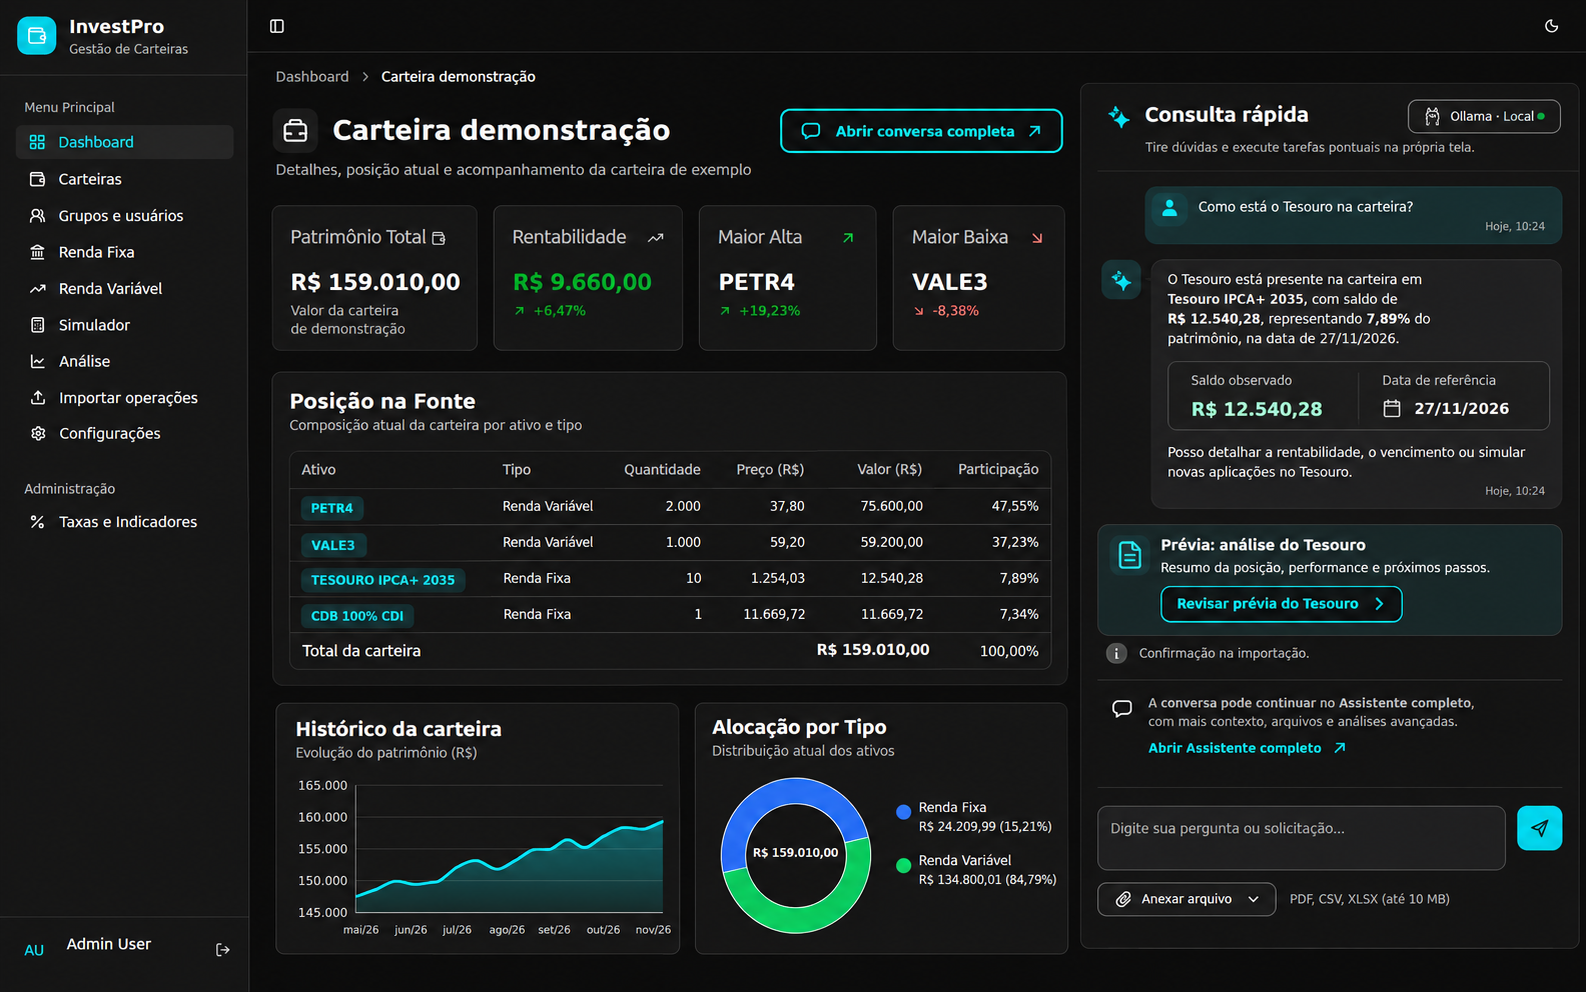 InvestPro
Gestão de Carteiras
Menu Principal
Dashboard
Carteiras
Grupos e usuários
Renda Fixa
Renda Variável
Simulador
Análise
Importar operações
Configurações
Administração
Taxas e Indicadores
AU
Admin User
Dashboard > Carteira demonstração
Carteira demonstração
Abrir conversa completa
Detalhes, posição atual e acompanhamento da carteira de exemplo
Patrimônio Total
R$ 159.010,00
Valor da carteira
de demonstração
Rentabilidade
R$ 9.660,00
+6,47%
Maior Alta
PETR4
+19,23%
Maior Baixa
VALE3
-8,38%
Posição na Fonte
Composição atual da carteira por ativo e tipo
Ativo Tipo Quantidade Preço (R$) Valor (R$) Participação
PETR4 Renda Variável 2.000 37,80 75.600,00 47,55%
VALE3 Renda Variável 1.000 59,20 59.200,00 37,23%
TESOURO IPCA+ 2035 Renda Fixa 10 1.254,03 12.540,28 7,89%
CDB 100% CDI Renda Fixa 1 11.669,72 11.669,72 7,34%
Total da carteira R$ 159.010,00 100,00%
Histórico da carteira
Evolução do patrimônio (R$)
165.000
160.000
155.000
150.000
145.000
mai/26 jun/26 jul/26 ago/26 set/26 out/26 nov/26
Alocação por Tipo
Distribuição atual dos ativos
R$ 159.010,00
Renda Fixa
R$ 24.209,99 (15,21%)
Renda Variável
R$ 134.800,01 (84,79%)
Consulta rápida
Ollama · Local
Tire dúvidas e execute tarefas pontuais na própria tela.
Como está o Tesouro na carteira?
Hoje, 10:24
O Tesouro está presente na carteira em
Tesouro IPCA+ 2035, com saldo de
R$ 12.540,28, representando 7,89% do
patrimônio, na data de 27/11/2026.
Saldo observado
R$ 12.540,28
Data de referência
27/11/2026
Posso detalhar a rentabilidade, o vencimento ou simular
novas aplicações no Tesouro.
Hoje, 10:24
Prévia: análise do Tesouro
Resumo da posição, performance e próximos passos.
Revisar prévia do Tesouro
Confirmação na importação.
A conversa pode continuar no Assistente completo,
com mais contexto, arquivos e análises avançadas.
Abrir Assistente completo
Digite sua pergunta ou solicitação...
Anexar arquivo
PDF, CSV, XLSX (até 10 MB)